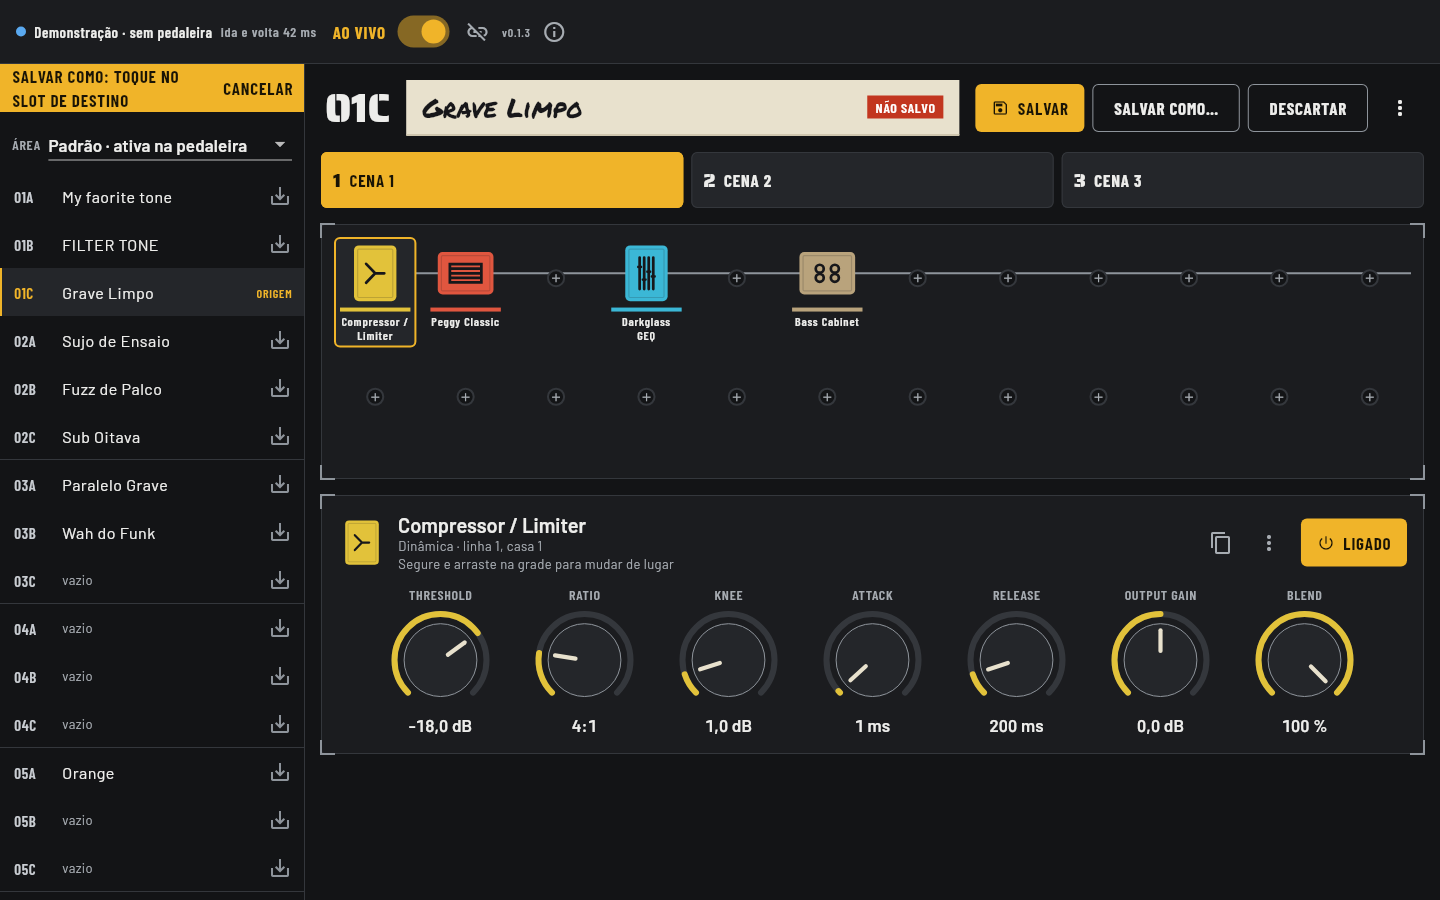 Demonstração · sem pedaleira Ida e volta 42 ms AO VIVO v0.1.3
SALVAR COMO: TOQUE NO
SLOT DE DESTINO
CANCELAR
ÁREA Padrão · ativa na pedaleira
01A My faorite tone
01B FILTER TONE
01C Grave Limpo ORIGEM
02A Sujo de Ensaio
02B Fuzz de Palco
02C Sub Oitava
03A Paralelo Grave
03B Wah do Funk
03C vazio
04A vazio
04B vazio
04C vazio
05A Orange
05B vazio
05C vazio
01C Grave Limpo NÃO SALVO SALVAR SALVAR COMO... DESCARTAR
1 CENA 1
2 CENA 2
3 CENA 3
88
Compressor /
Limiter
Peggy Classic
Darkglass
GEQ
Bass Cabinet
Compressor / Limiter
Dinâmica · linha 1, casa 1
Segure e arraste na grade para mudar de lugar
LIGADO
THRESHOLD RATIO KNEE ATTACK RELEASE OUTPUT GAIN BLEND
-18,0 dB 4:1 1,0 dB 1 ms 200 ms 0,0 dB 100 %